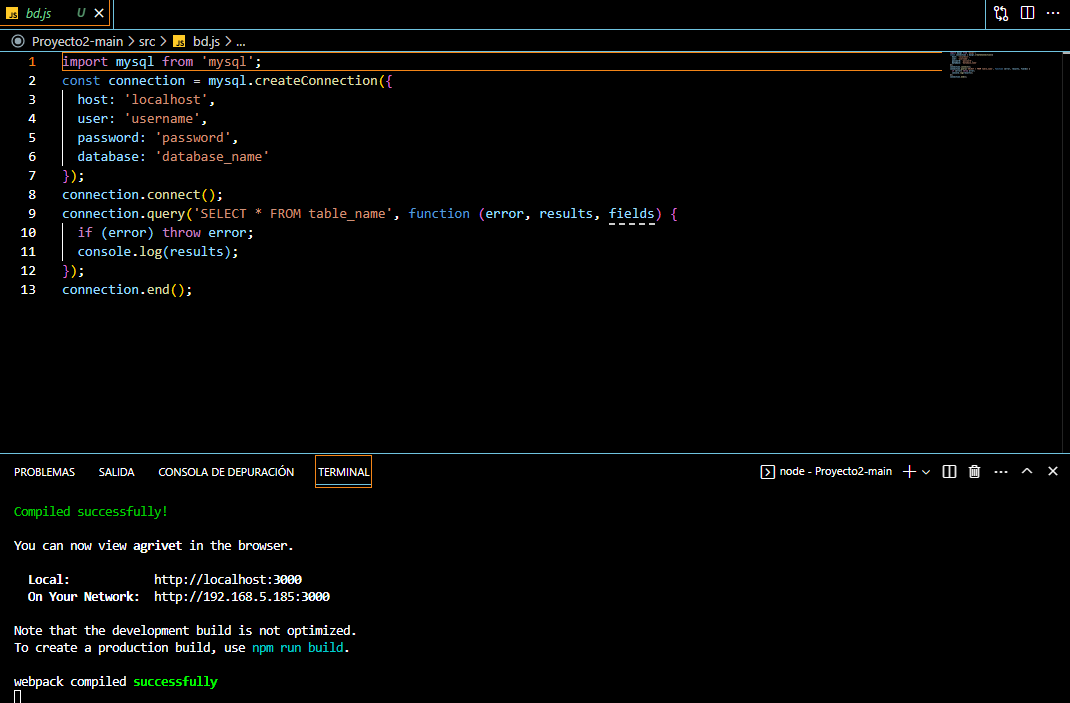 JS bd.js U
Proyecto2-main > src > JS bd.js > ...
1 import mysql from 'mysql';
2 const connection = mysql.createConnection({
3   host: 'localhost',
4   user: 'username',
5   password: 'password',
6   database: 'database_name'
7 });
8 connection.connect();
9 connection.query('SELECT * FROM table_name', function (error, results, fields) {
10   if (error) throw error;
11   console.log(results);
12 });
13 connection.end();
PROBLEMAS SALIDA CONSOLA DE DEPURACIÓN TERMINAL node - Proyecto2-main
Compiled successfully!
You can now view agrivet in the browser.
Local: http://localhost:3000
On Your Network: http://192.168.5.185:3000
Note that the development build is not optimized.
To create a production build, use npm run build.
webpack compiled successfully